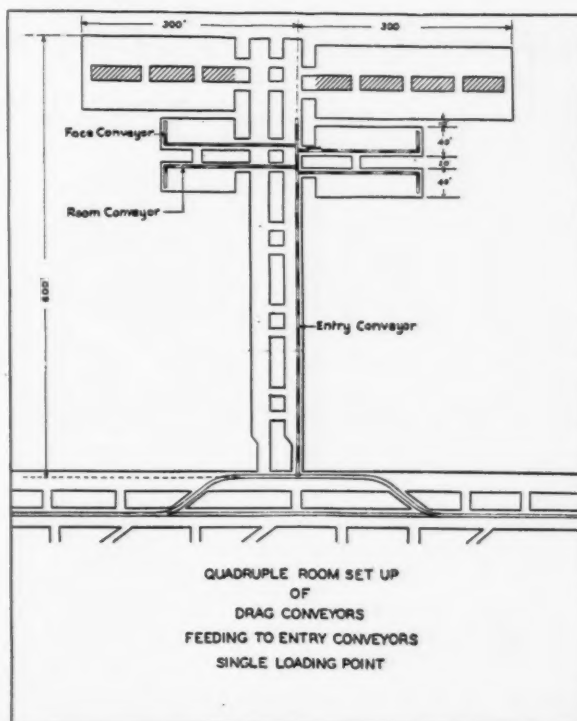 300'
300
Face Conveyor
40'
20'
40'
Room Conveyor
600'
Entry Conveyor
QUADRUPLE ROOM SET UP
OF
DRAG CONVEYORS
FEEDING TO ENTRY CONVEYORS
SINGLE LOADING POINT